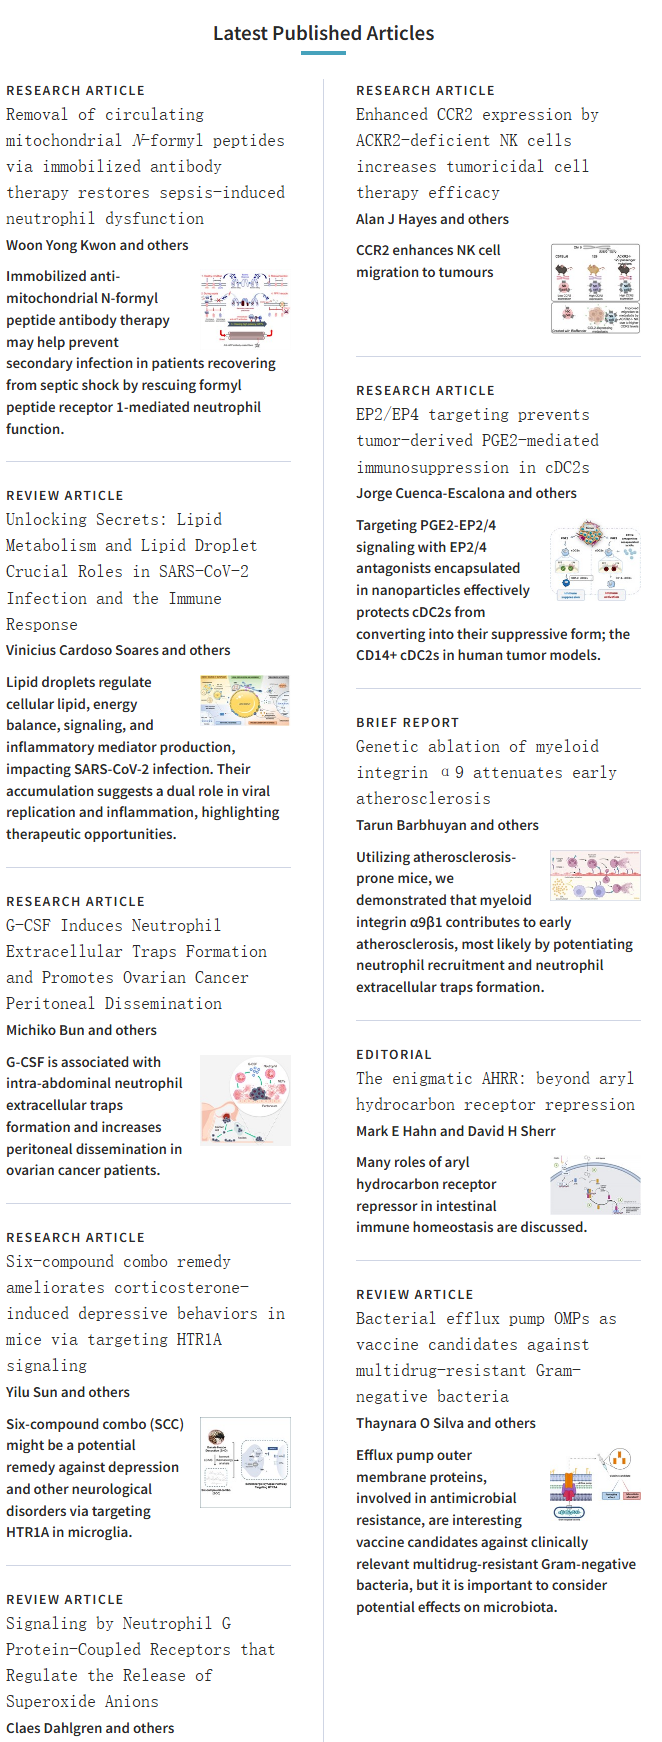 Latest Published Articles
RESEARCH ARTICLE
Removal of circulating
mitochondrial N-formyl peptides
via immobilized antibody
therapy restores sepsis-induced
neutrophil dysfunction
Woon Yong Kwon and others
Immobilized anti-
mitochondrial N-formyl
peptide antibody therapy
may help prevent
secondary infection in patients recovering
from septic shock by rescuing formyl
peptide receptor 1-mediated neutrophil
function.
REVIEW ARTICLE
Unlocking Secrets: Lipid
Metabolism and Lipid Droplet
Crucial Roles in SARS-CoV-2
Infection and the Immune
Response
Vinicius Cardoso Soares and others
Lipid droplets regulate
cellular lipid, energy
balance, signaling, and
inflammatory mediator production,
impacting SARS-CoV-2 infection. Their
accumulation suggests a dual role in viral
replication and inflammation, highlighting
therapeutic opportunities.
RESEARCH ARTICLE
G-CSF Induces Neutrophil
Extracellular Traps Formation
and Promotes Ovarian Cancer
Peritoneal Dissemination
Michiko Bun and others
G-CSF is associated with
intra-abdominal neutrophil
extracellular traps
formation and increases
peritoneal dissemination in
ovarian cancer patients.
RESEARCH ARTICLE
Six-compound combo remedy
ameliorates corticosterone-
induced depressive behaviors in
mice via targeting HTR1A
signaling
Yilu Sun and others
Six-compound combo (SCC)
might be a potential
remedy against depression
and other neurological
disorders via targeting
HTR1A in microglia.
REVIEW ARTICLE
Signaling by Neutrophil G
Protein-Coupled Receptors that
Regulate the Release of
Superoxide Anions
Claes Dahlgren and others
RESEARCH ARTICLE
Enhanced CCR2 expression by
ACKR2-deficient NK cells
increases tumoricidal cell
therapy efficacy
Alan J Hayes and others
CCR2 enhances NK cell
migration to tumours
RESEARCH ARTICLE
EP2/EP4 targeting prevents
tumor-derived PGE2-mediated
immunosuppression in cDC2s
Jorge Cuenca-Escalona and others
Targeting PGE2-EP2/4
signaling with EP2/4
antagonists encapsulated
in nanoparticles effectively
protects cDC2s from
converting into their suppressive form; the
CD14+ cDC2s in human tumor models.
BRIEF REPORT
Genetic ablation of myeloid
integrin α9 attenuates early
atherosclerosis
Tarun Barbhuyan and others
Utilizing atherosclerosis-
prone mice, we
demonstrated that myeloid
integrin α9β1 contributes to early
atherosclerosis, most likely by potentiating
neutrophil recruitment and neutrophil
extracellular traps formation.
EDITORIAL
The enigmatic AHRR: beyond aryl
hydrocarbon receptor repression
Mark E Hahn and David H Sherr
Many roles of aryl
hydrocarbon receptor
repressor in intestinal
immune homeostasis are discussed.
REVIEW ARTICLE
Bacterial efflux pump OMPs as
vaccine candidates against
multidrug-resistant Gram-
negative bacteria
Thaynara O Silva and others
Efflux pump outer
membrane proteins,
involved in antimicrobial
resistance, are interesting
vaccine candidates against clinically
relevant multidrug-resistant Gram-negative
bacteria, but it is important to consider
potential effects on microbiota.